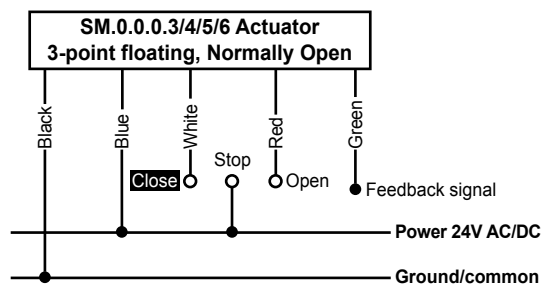 SM.0.0.0.3/4/5/6 Actuator
3-point floating, Normally Open
Black
Blue
White
Red
Green
Stop
Close
Open
Feedback signal
Power 24V AC/DC
Ground/common